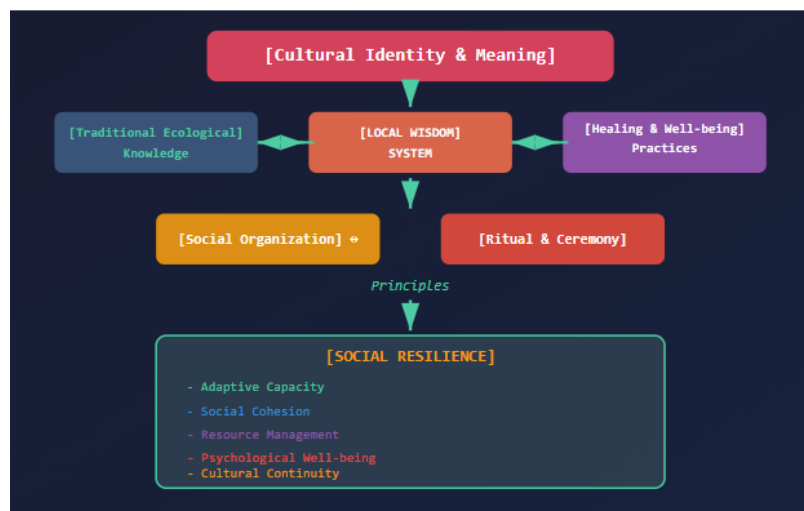 [Cultural Identity & Meaning]
[Traditional Ecological]
Knowledge
[LOCAL WISDOM]
SYSTEM
[Healing & Well-being]
Practices
[Social Organization] ↔
[Ritual & Ceremony]
Principles
[SOCIAL RESILIENCE]
- Adaptive Capacity
- Social Cohesion
- Resource Management
- Psychological Well-being
- Cultural Continuity